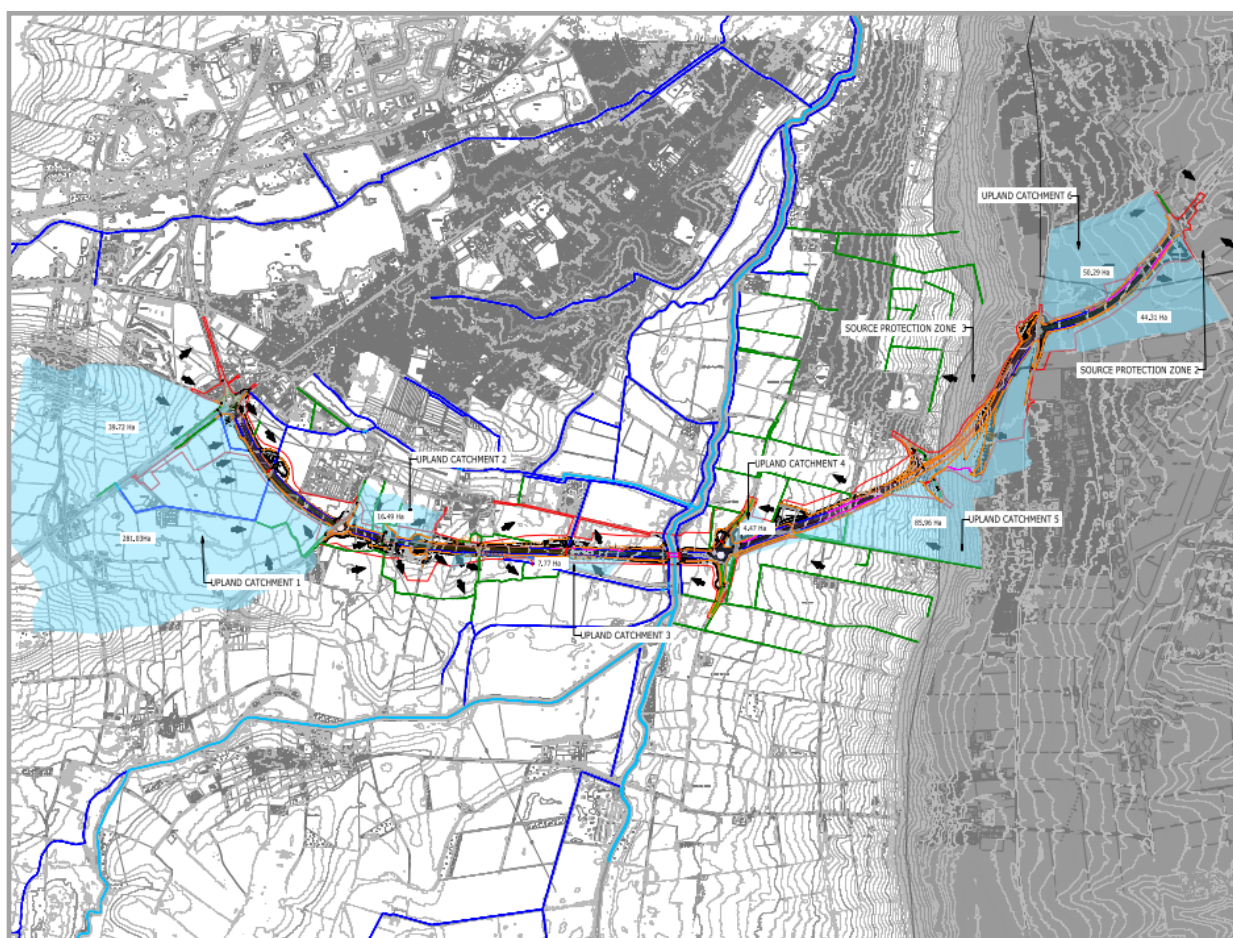 UPLAND CATCHMENT 6
50.29 Ha
44.31 Ha
SOURCE PROTECTION ZONE 3
SOURCE PROTECTION ZONE 2
39.72 Ha
UPLAND CATCHMENT 2
UPLAND CATCHMENT 4
16.49 Ha
4.47 Ha
85.96 Ha
UPLAND CATCHMENT 5
281.03Ha
7.77 Ha
UPLAND CATCHMENT 1
UPLAND CATCHMENT 3